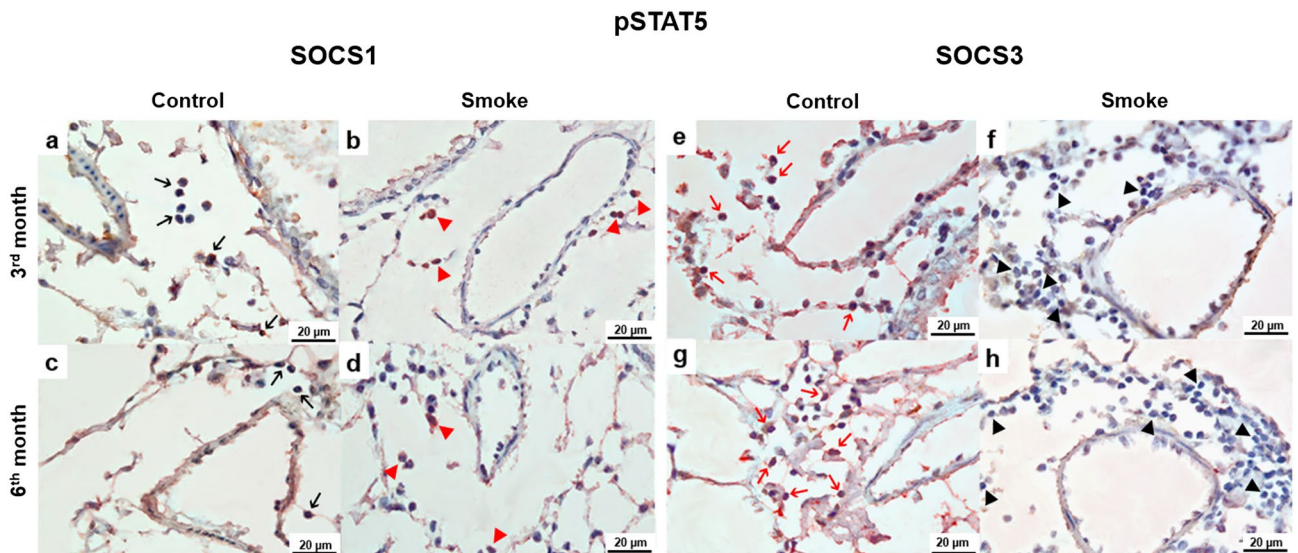 pSTAT5
SOCS1 SOCS3
Control Smoke Control Smoke
a b e f
3rd month
20 µm 20 µm 20 µm 20 µm
c d g h
6th month
20 µm 20 µm 20 µm 20 µm